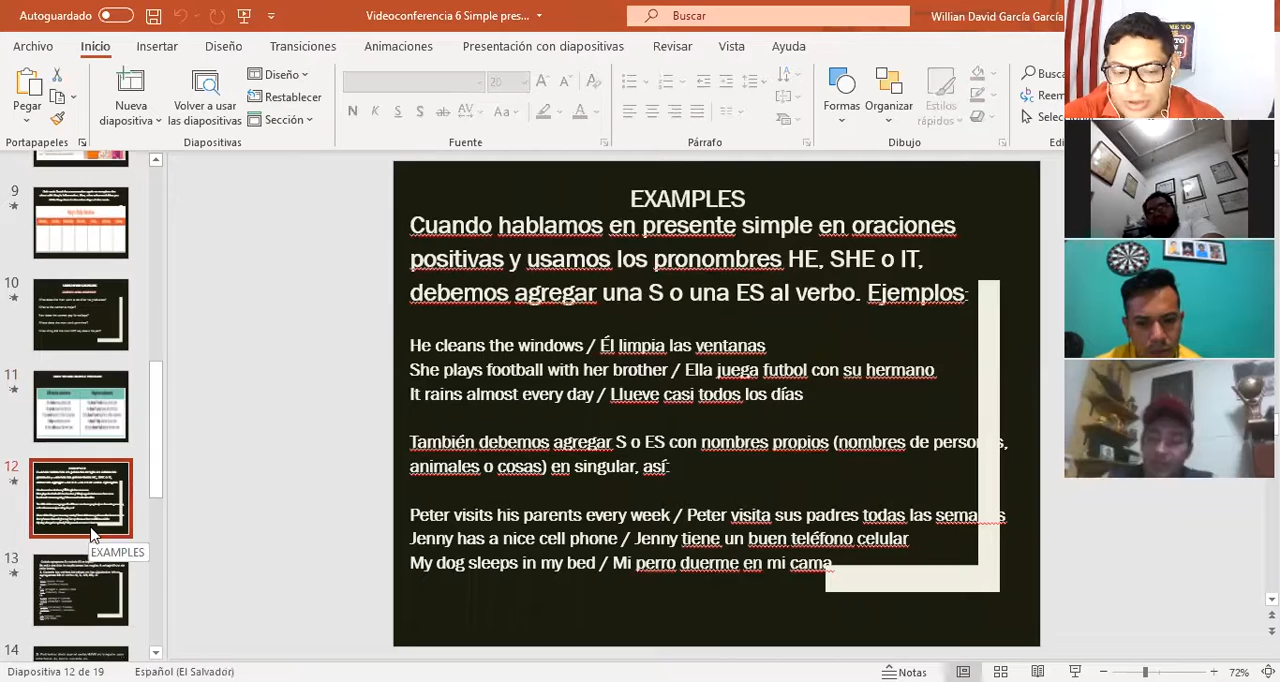 Autoguardado
Videoconferencia 6 Simple pres...
Buscar
Willian David García García
Archivo
Inicio
Insertar
Diseño
Transiciones
Animaciones
Presentación con diapositivas
Revisar
Vista
Ayuda
Pegar
Nueva diapositiva
Volver a usar las diapositivas
Diseño
Restablecer
Sección
20
N K S S ab AV Aa A
Formas
Organizar
Estilos rápidos
Busca
Reem
Selecc
Portapapeles
Diapositivas
Fuente
Párrafo
Dibujo
Edi
9
10
11
12
13
14
EXAMPLES
EXAMPLES
Cuando hablamos en presente simple en oraciones
positivas y usamos los pronombres HE, SHE o IT,
debemos agregar una S o una ES al verbo. Ejemplos:
He cleans the windows / Él limpia las ventanas
She plays football with her brother / Ella juega futbol con su hermano
It rains almost every day / Llueve casi todos los días
También debemos agregar S o ES con nombres propios (nombres de personas,
animales o cosas) en singular, así:
Peter visits his parents every week / Peter visita sus padres todas las semanas
Jenny has a nice cell phone / Jenny tiene un buen teléfono celular
My dog sleeps in my bed / Mi perro duerme en mi cama
Diapositiva 12 de 19
Español (El Salvador)
Notas
72%